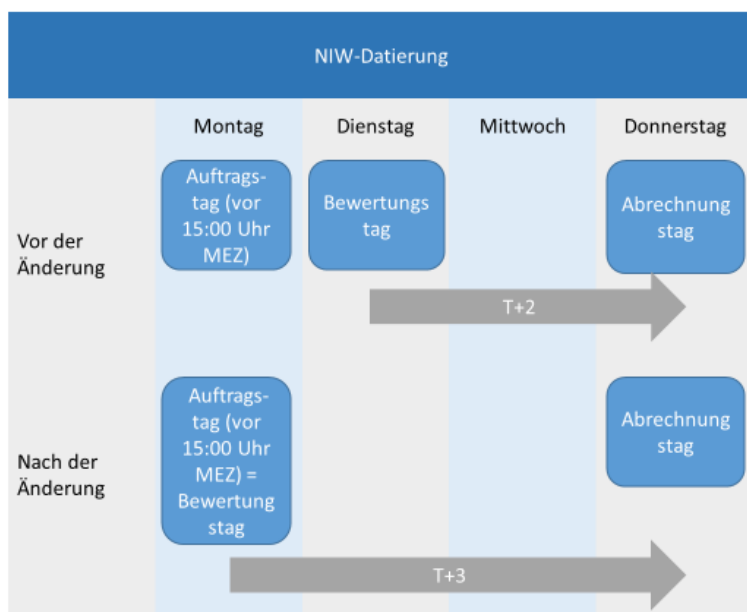 NIW-Datierung
Montag
Dienstag
Mittwoch
Donnerstag
Vor der
Änderung
Auftrags-
tag (vor
15:00 Uhr
MEZ)
Bewertungs
tag
Abrechnung
stag
T+2
Nach der
Änderung
Auftrags-
tag (vor
15:00 Uhr
MEZ) =
Bewertung
stag
Abrechnung
stag
T+3